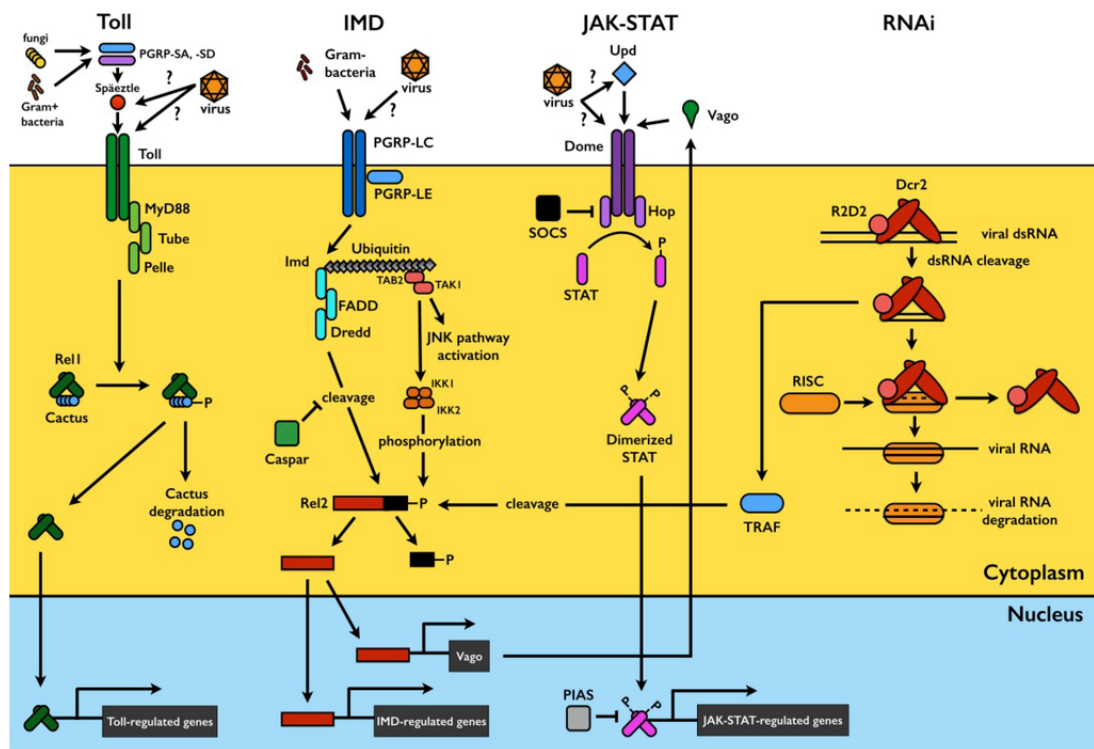 Toll
IMD
JAK-STAT
RNAi
fungi
PGRP-SA, -SD
Gram+
bacteria
Späeztle
?
?
virus
Toll
MyD88
Tube
Pelle
Rel1
Cactus
P
Cactus
degradation
Toll-regulated genes
Gram-
bacteria
?
virus
PGRP-LC
PGRP-LE
Imd
Ubiquitin
TAB2
TAK1
FADD
Dredd
JNK pathway
activation
IKK1
IKK2
cleavage
Caspar
phosphorylation
Rel2
P
P
Vago
IMD-regulated genes
Upd
virus
?
?
Vago
Dome
Hop
SOCS
STAT
P
P
P
Dimerized
STAT
cleavage
TRAF
PIAS
P
P
JAK-STAT-regulated genes
Dcr2
R2D2
viral dsRNA
dsRNA cleavage
RISC
viral RNA
viral RNA
degradation
Cytoplasm
Nucleus